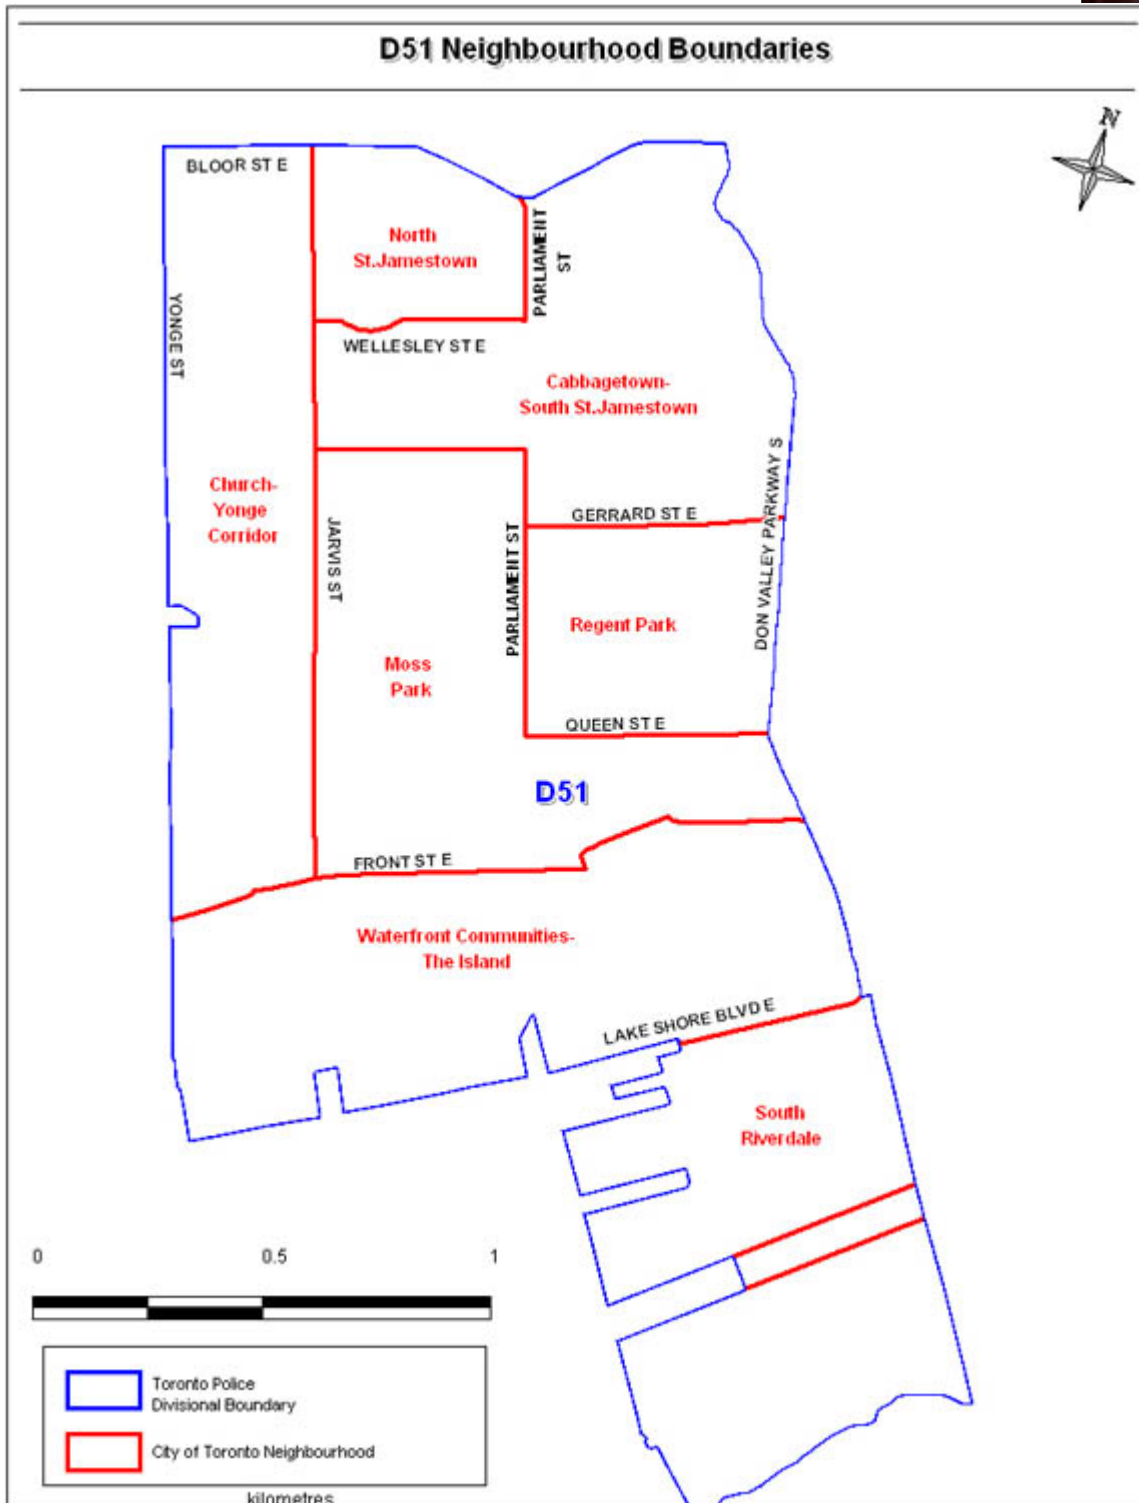 D51 Neighbourhood Boundaries
N
BLOOR ST E
North
St.Jamestown
PARLIAMENT
ST
YONGE ST
WELLESLEY ST E
Cabbagetown-
South St.Jamestown
Church-
Yonge
Corridor
JARVIS ST
PARLIAMENT ST
GERRARD ST E
DON VALLEY PARKWAY S
Regent Park
Moss
Park
QUEEN ST E
D51
FRONT ST E
Waterfront Communities-
The Island
LAKE SHORE BLVD E
South
Riverdale
0 0.5 1
Toronto Police
Divisional Boundary
City of Toronto Neighbourhood
kilometres